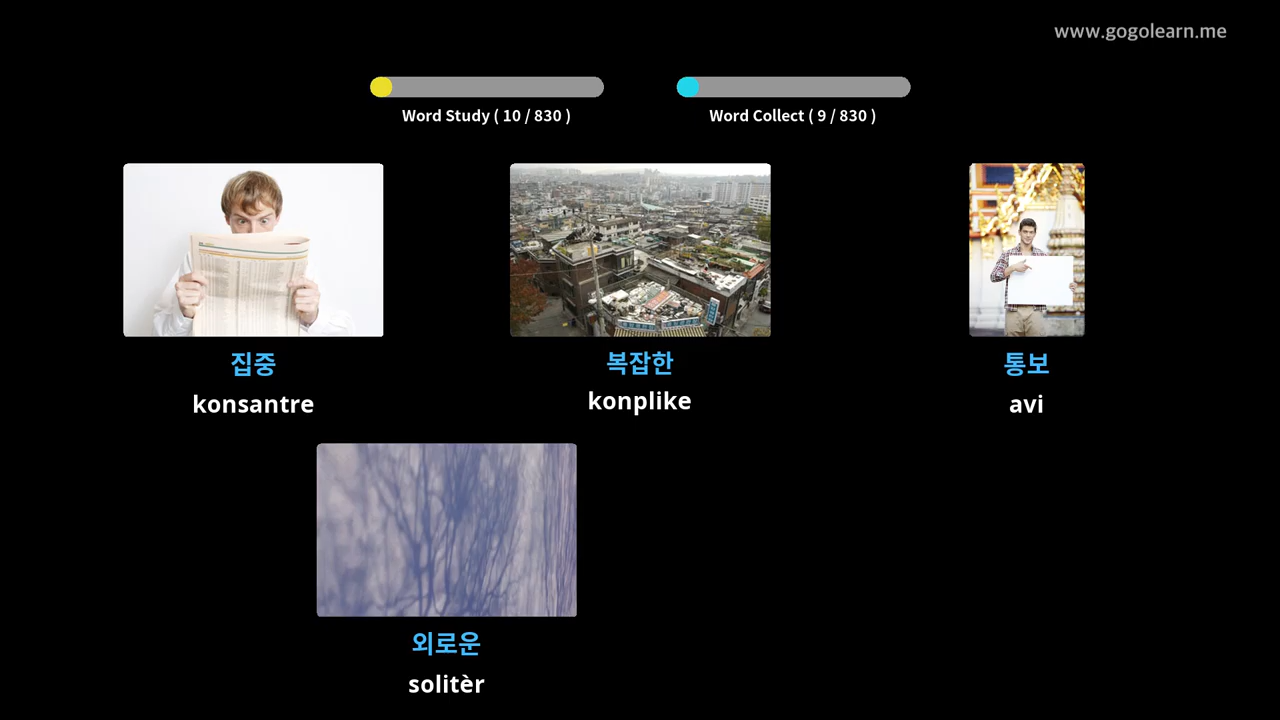 www.gogolearn.me
Word Study ( 10 / 830 )
Word Collect ( 9 / 830 )
집중
konsantre
복잡한
konplike
통보
avi
외로운
solitèr